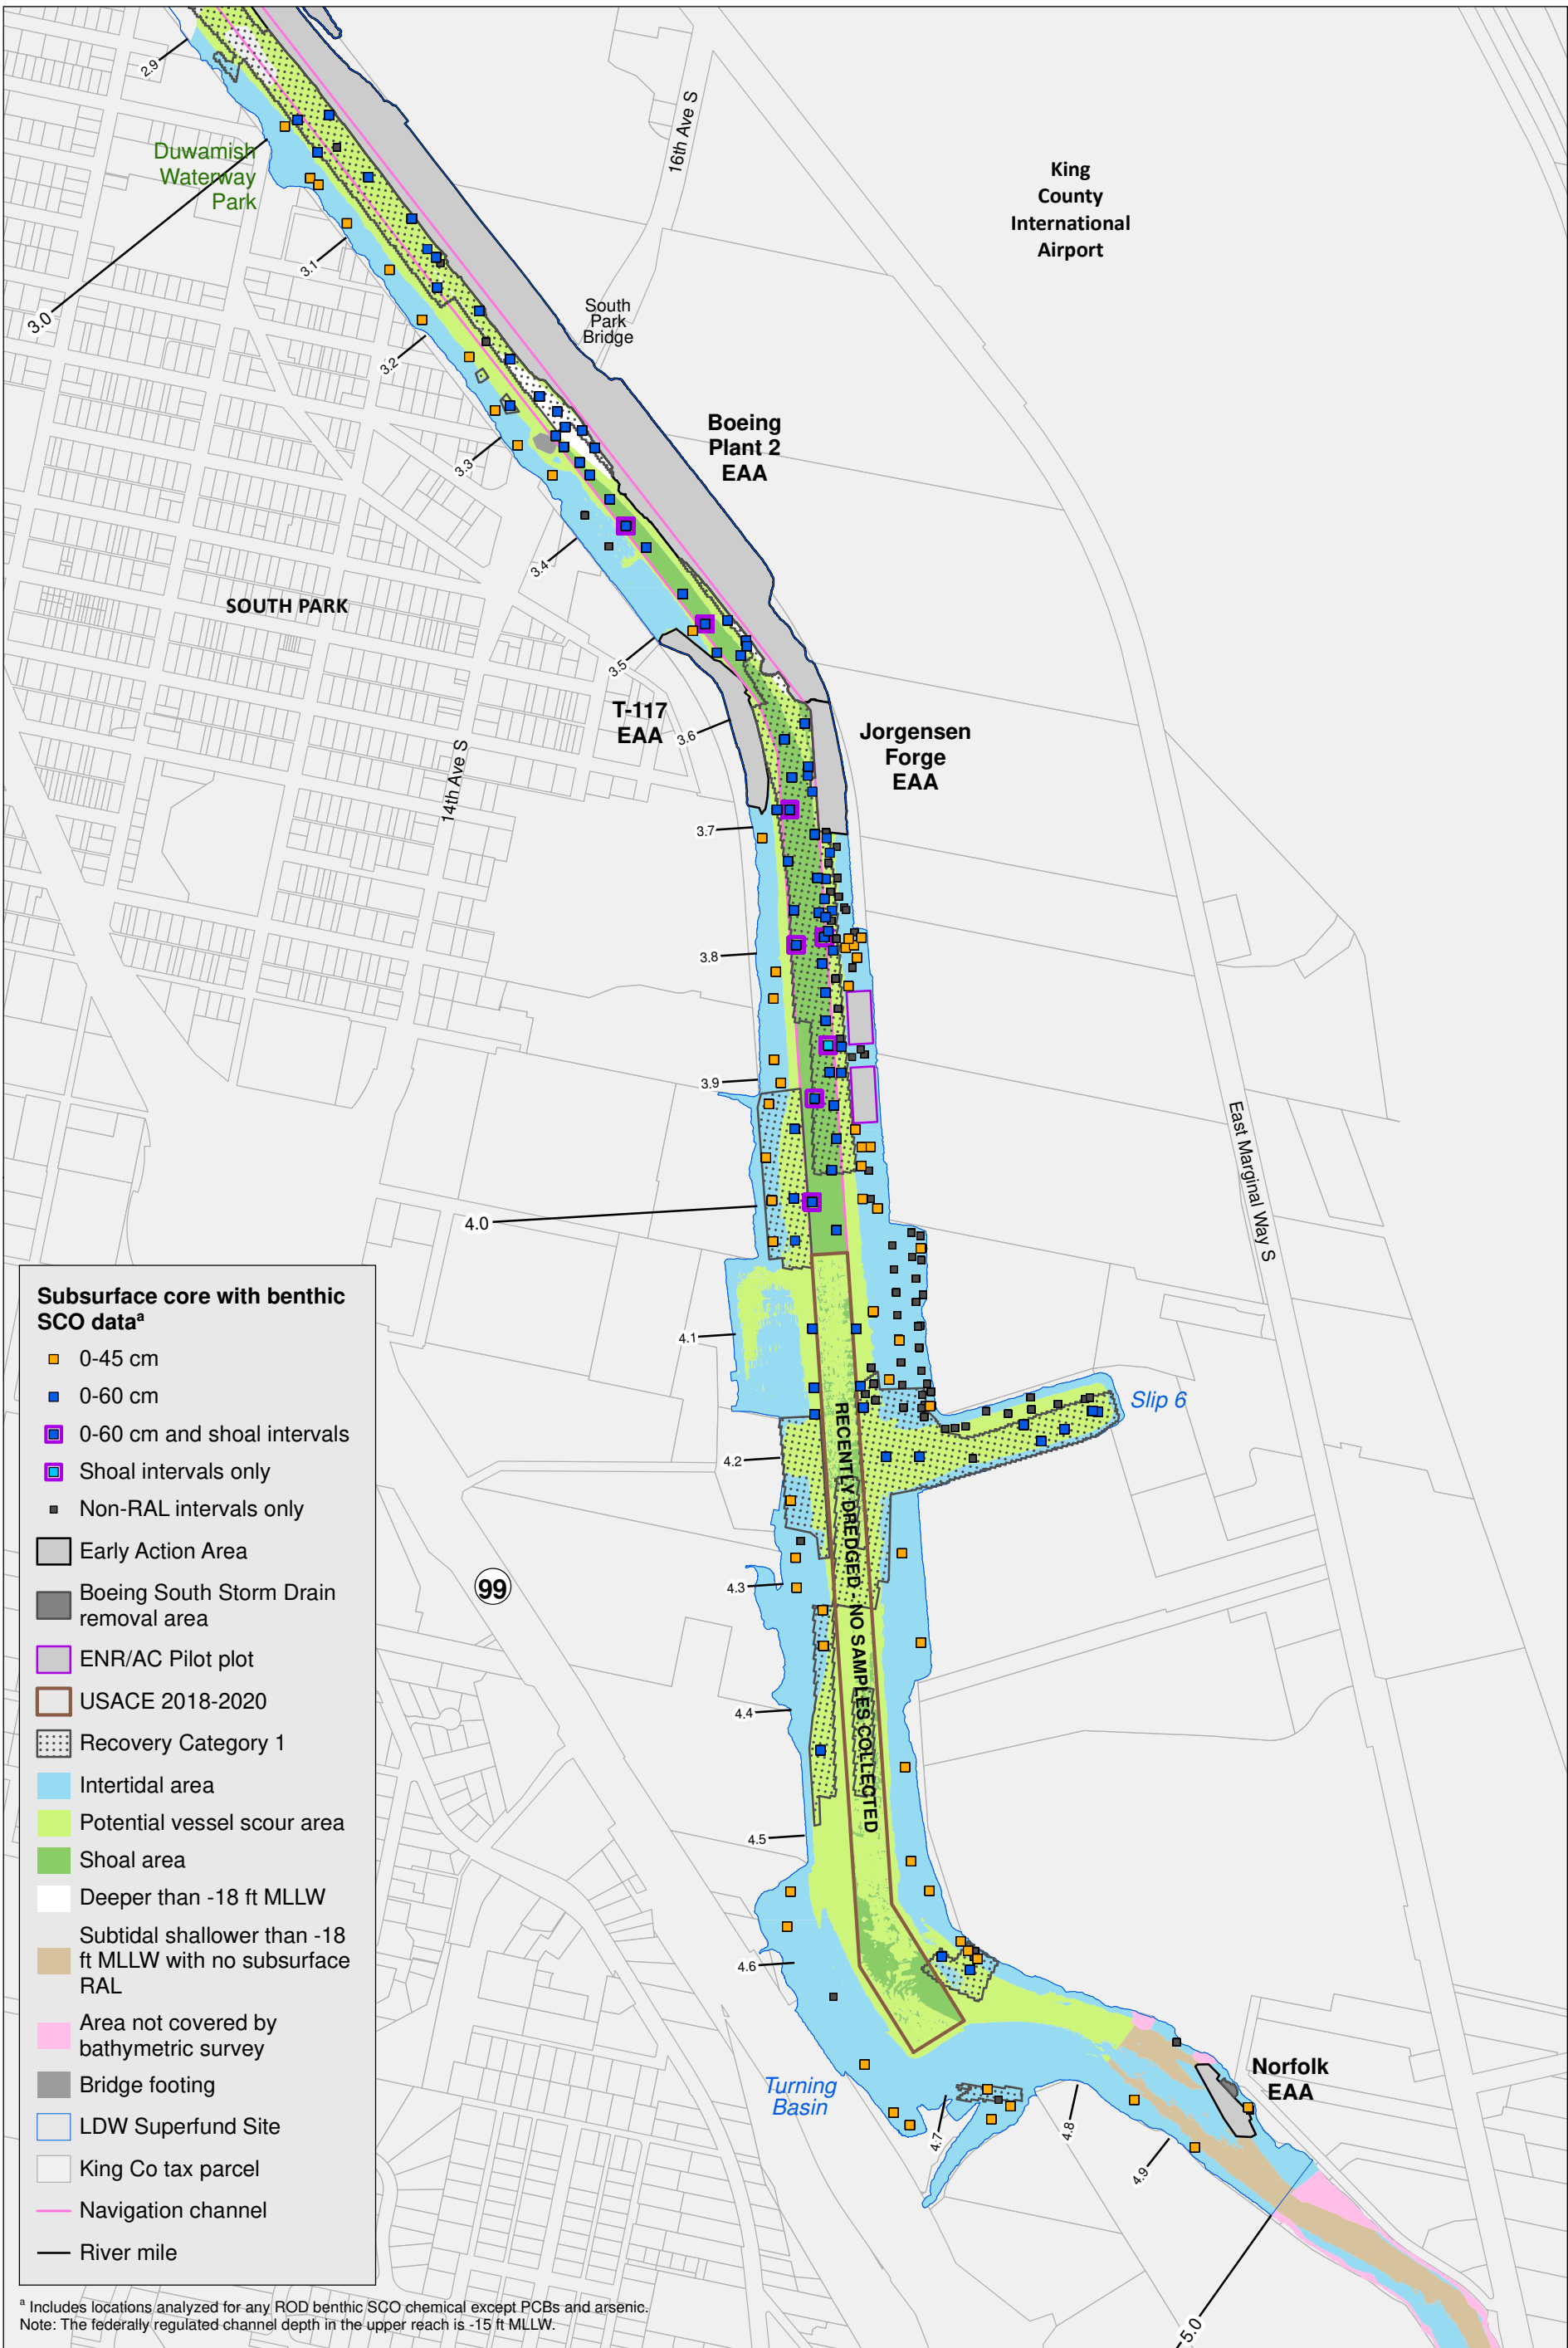 2.9
Duwamish
Waterway
Park
3.0
3.1
3.2
3.3
3.4
3.5
3.6
3.7
3.8
3.9
4.0
4.1
4.2
4.3
4.4
4.5
4.6
4.7
4.8
4.9
5.0
16th Ave S
King
County
International
Airport
South
Park
Bridge
Boeing
Plant 2
EAA
SOUTH PARK
T-117
EAA
Jorgensen
Forge
EAA
14th Ave S
East Marginal Way S
Slip 6
RECENTLY DREDGED - NO SAMPLES COLLECTED
99
Turning
Basin
Norfolk
EAA
Subsurface core with benthic
SCO dataa
0-45 cm
0-60 cm
0-60 cm and shoal intervals
Shoal intervals only
Non-RAL intervals only
Early Action Area
Boeing South Storm Drain
removal area
ENR/AC Pilot plot
USACE 2018-2020
Recovery Category 1
Intertidal area
Potential vessel scour area
Shoal area
Deeper than -18 ft MLLW
Subtidal shallower than -18
ft MLLW with no subsurface
RAL
Area not covered by
bathymetric survey
Bridge footing
LDW Superfund Site
King Co tax parcel
Navigation channel
River mile
a Includes locations analyzed for any ROD benthic SCO chemical except PCBs and arsenic.
Note: The federally regulated channel depth in the upper reach is -15 ft MLLW.